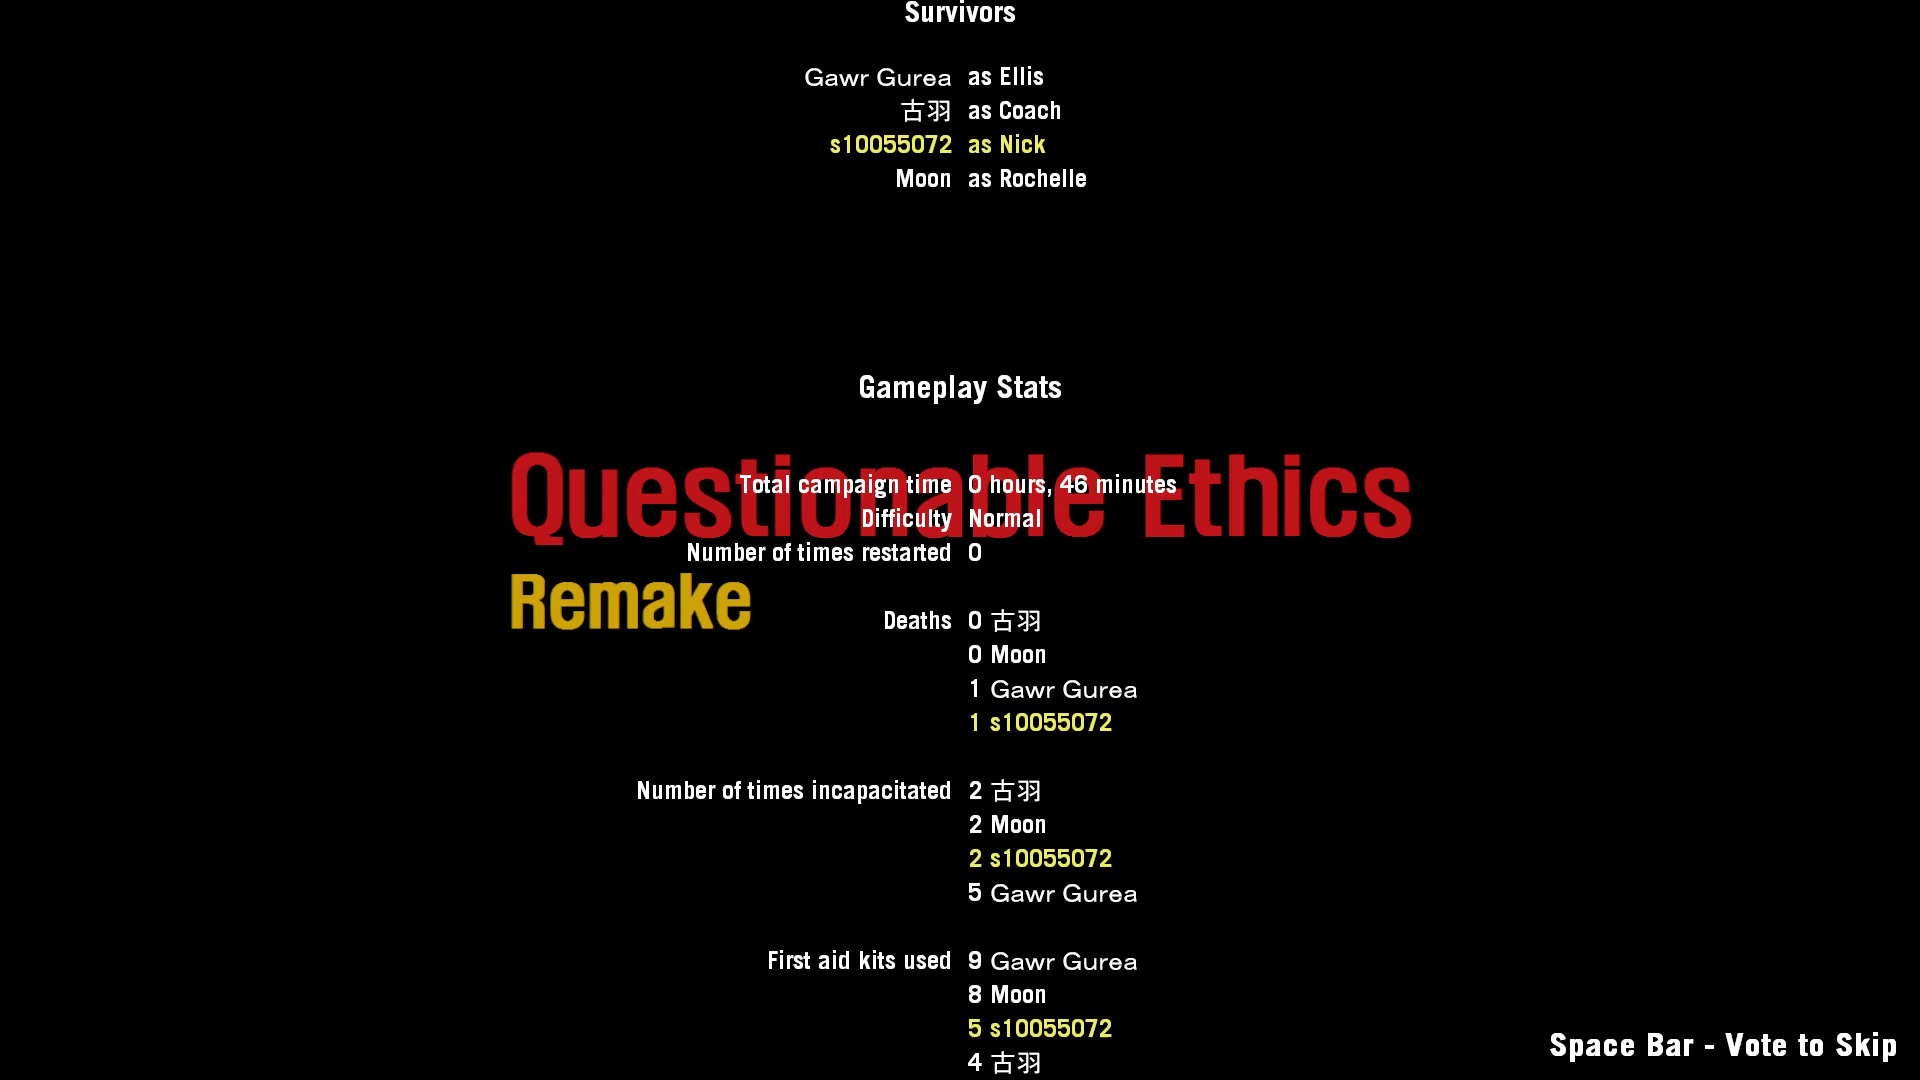 Survivors
Gawr Gurea as Ellis
古羽 as Coach
s10055072 as Nick
Moon as Rochelle
Gameplay Stats
Questionable Ethics
Remake
Total campaign time 0 hours, 46 minutes
Difficulty Normal
Number of times restarted 0
Deaths 0 古羽
0 Moon
1 Gawr Gurea
1 s10055072
Number of times incapacitated 2 古羽
2 Moon
2 s10055072
5 Gawr Gurea
First aid kits used 9 Gawr Gurea
8 Moon
5 s10055072
4 古羽
Space Bar - Vote to Skip